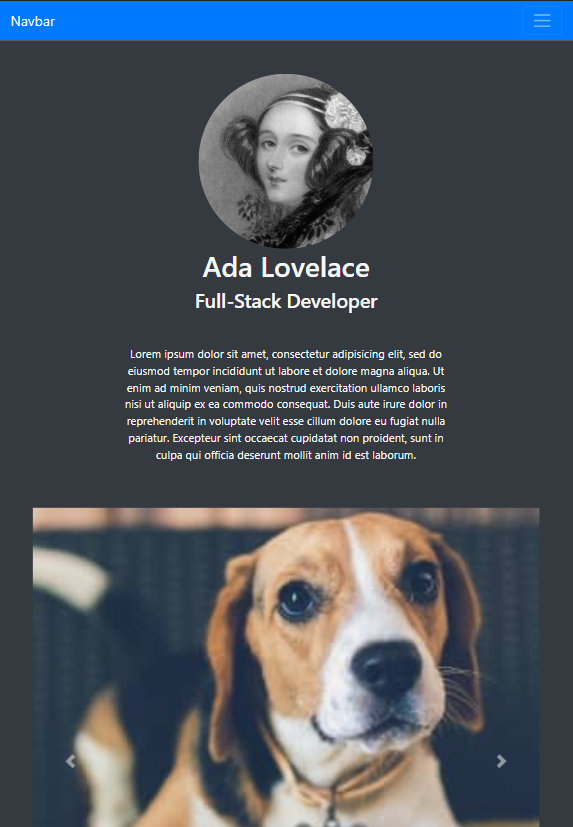 Navbar
Ada Lovelace
Full-Stack Developer
Lorem ipsum dolor sit amet, consectetur adipisicing elit, sed do
eiusmod tempor incididunt ut labore et dolore magna aliqua. Ut
enim ad minim veniam, quis nostrud exercitation ullamco laboris
nisi ut aliquip ex ea commodo consequat. Duis aute irure dolor in
reprehenderit in voluptate velit esse cillum dolore eu fugiat nulla
pariatur. Excepteur sint occaecat cupidatat non proident, sunt in
culpa qui officia deserunt mollit anim id est laborum.